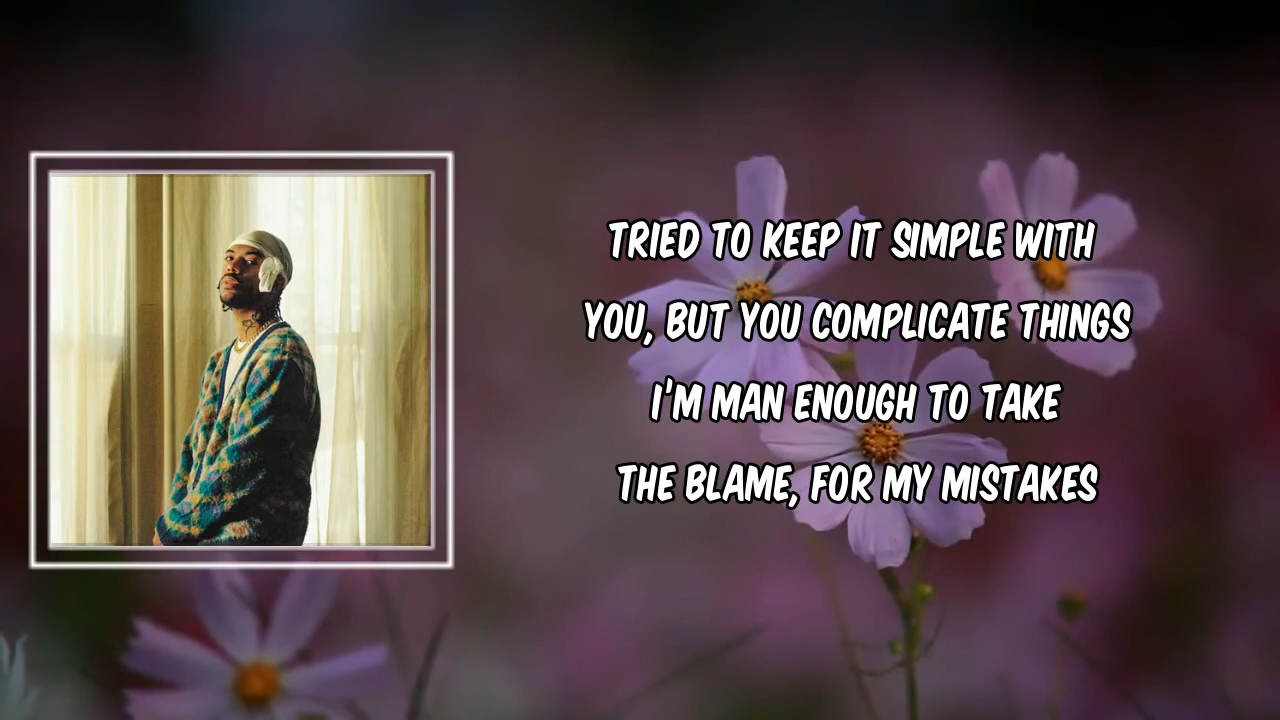 TRIED TO KEEP IT SIMPLE WITH
YOU, BUT YOU COMPLICATE THINGS
I'M MAN ENOUGH TO TAKE
THE BLAME, FOR MY MISTAKES